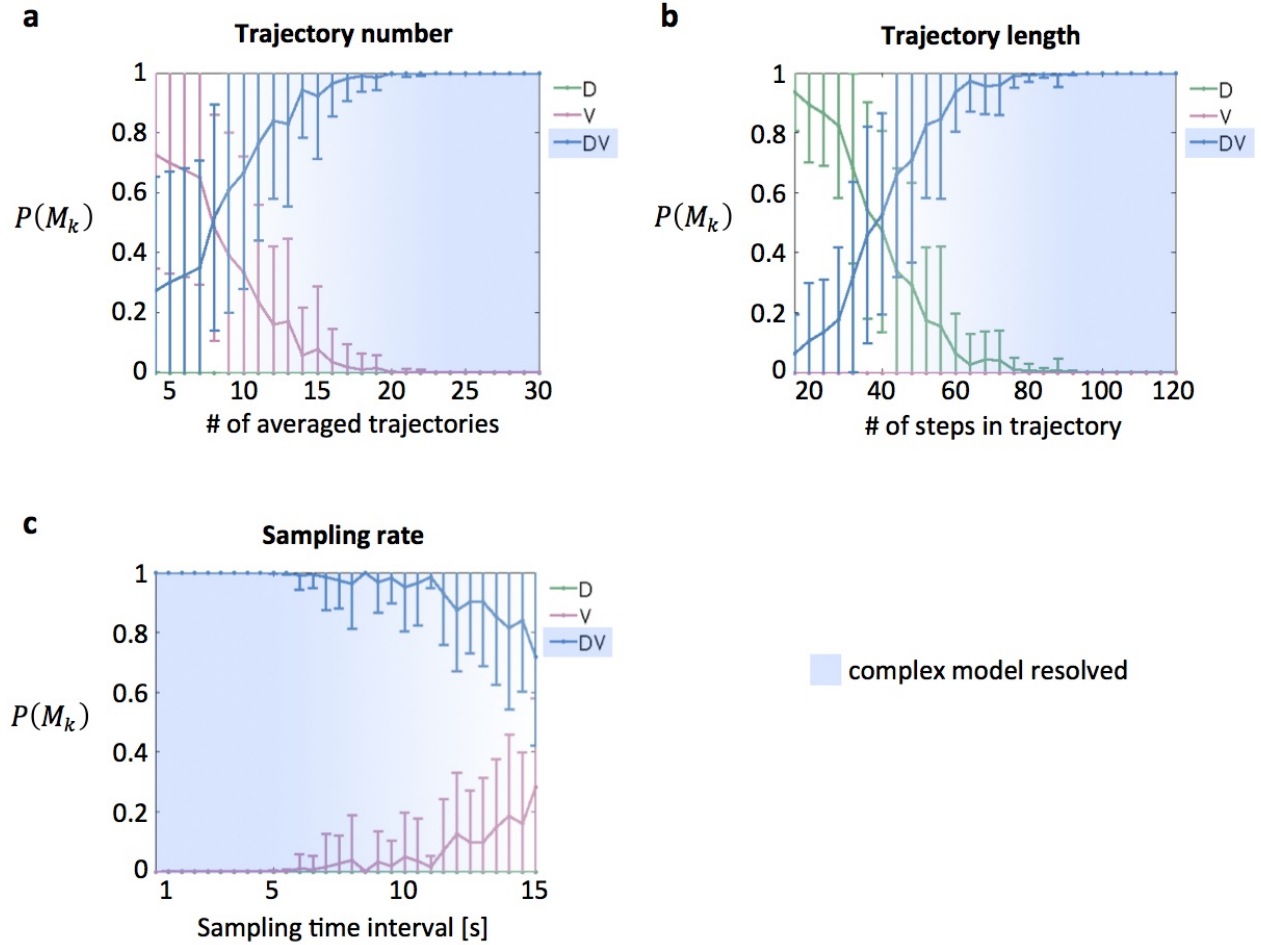 a
Trajectory number
1
0.8
0.6
0.4
0.2
0
P(Mₖ)
5 10 15 20 25 30
# of averaged trajectories
D
V
DV
b
Trajectory length
1
0.8
0.6
0.4
0.2
0
P(Mₖ)
20 40 60 80 100 120
# of steps in trajectory
D
V
DV
c
Sampling rate
1
0.8
0.6
0.4
0.2
0
P(Mₖ)
1 5 10 15
Sampling time interval [s]
D
V
DV
complex model resolved